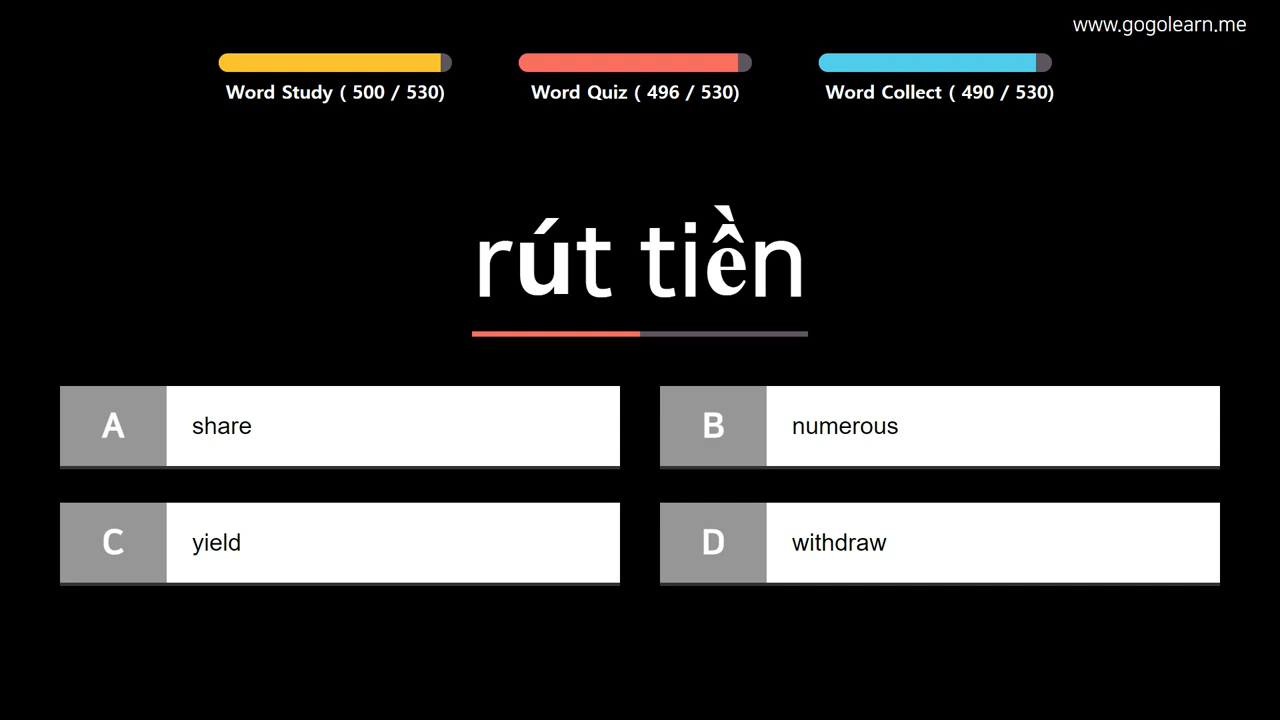 www.gogolearn.me
Word Study ( 500 / 530)
Word Quiz ( 496 / 530)
Word Collect ( 490 / 530)
rút tiền
A share
B numerous
C yield
D withdraw